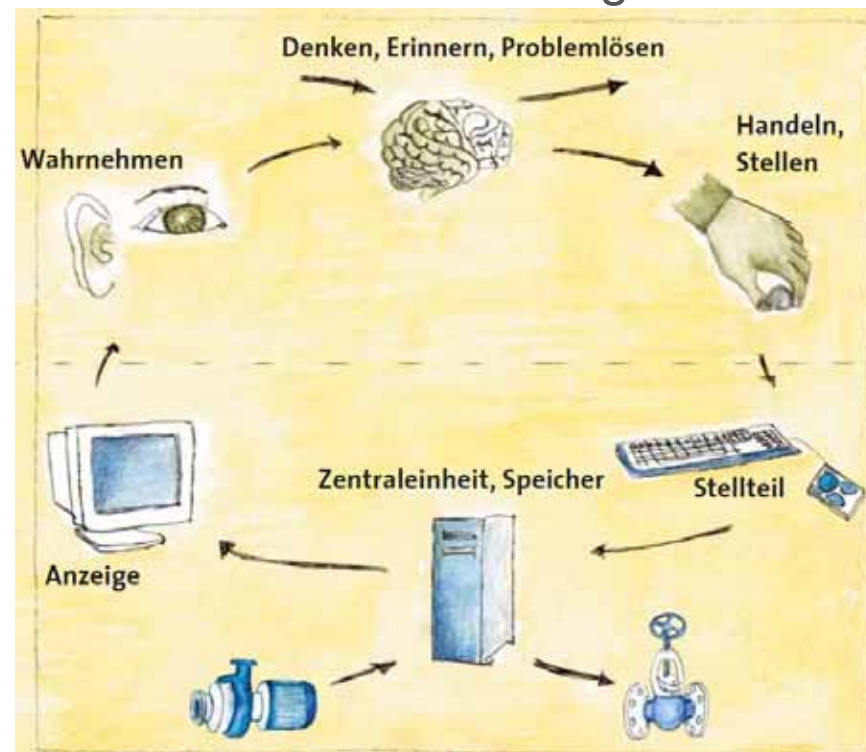 Denken, Erinnern, Problemlösen
Handeln,
Stellen
Wahrnehmen
Zentraleinheit, Speicher
Stellteil
Anzeige